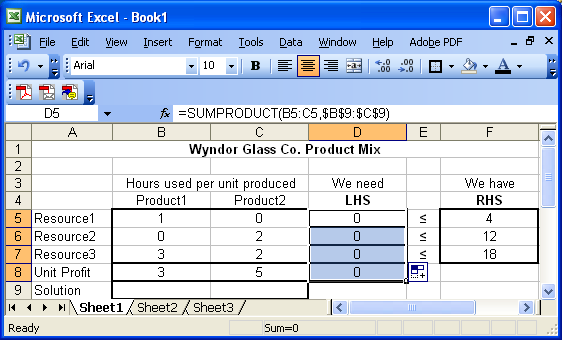 Microsoft Excel - Book1
File Edit View Insert Format Tools Data Window Help Adobe PDF
Arial 10 B
D5 fx =SUMPRODUCT(B5:C5,$B$9:$C$9)
A B C D E F
1 Wyndor Glass Co. Product Mix
2
3 Hours used per unit produced We need We have
4 Product1 Product2 LHS RHS
5 Resource1 1 0 0 ≤ 4
6 Resource2 0 2 0 ≤ 12
7 Resource3 3 2 0 ≤ 18
8 Unit Profit 3 5 0
9 Solution
Sheet1 Sheet2 Sheet3
Ready Sum=0